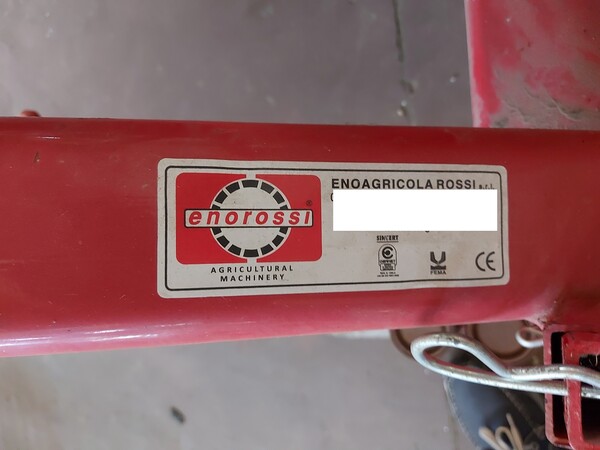 enorossi
®
AGRICULTURAL
MACHINERY
ENOAGRICOLA ROSSI s.r.l.
SINCERT
FEMA
CE